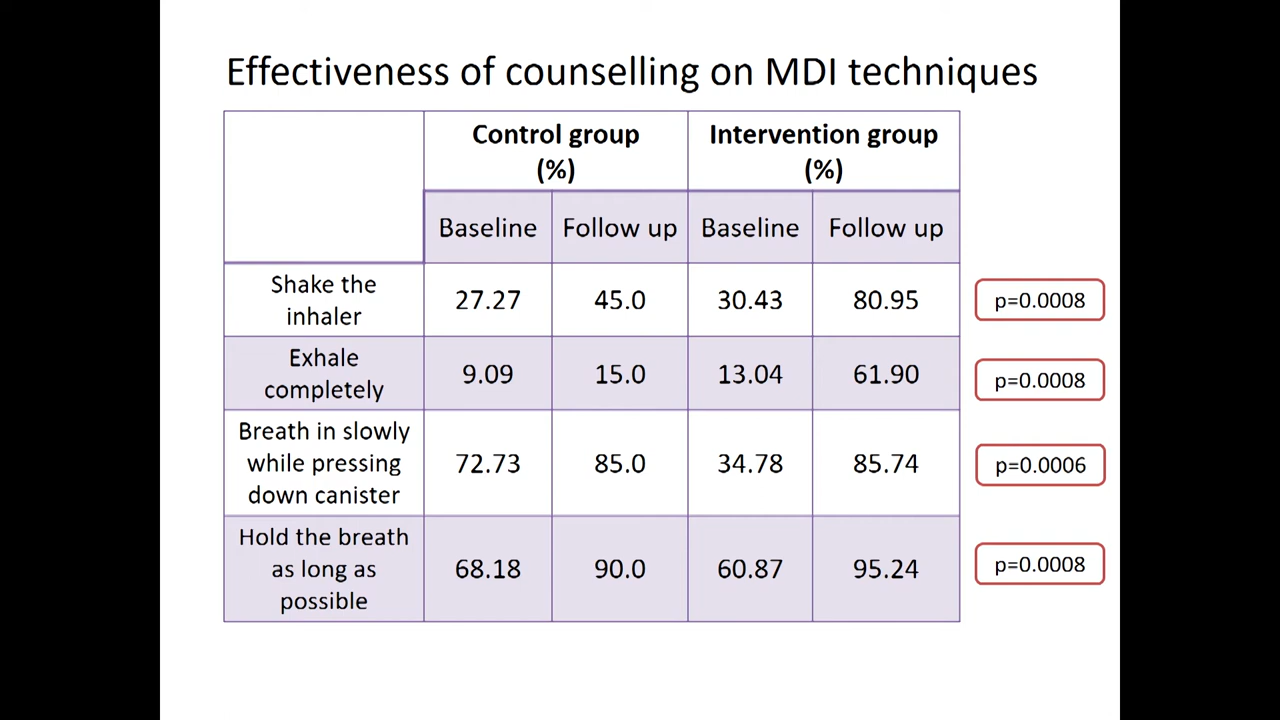 Effectiveness of counselling on MDI techniques
Control group
(%)
Intervention group
(%)
Baseline Follow up Baseline Follow up
Shake the
inhaler
27.27 45.0 30.43 80.95 p=0.0008
Exhale
completely
9.09 15.0 13.04 61.90 p=0.0008
Breath in slowly
while pressing
down canister
72.73 85.0 34.78 85.74 p=0.0006
Hold the breath
as long as
possible
68.18 90.0 60.87 95.24 p=0.0008